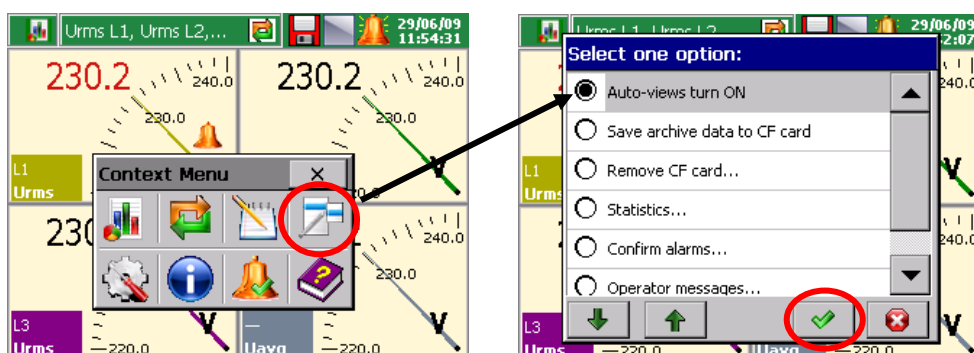 Urms L1, Urms L2,...
29/06/09
11:54:31
230.2
240.0
230.0
230.2
240.0
230.0
L1
Urms
V
Context Menu
230
240.0
230.0
L3
Urms
-220.0
V
Uavg
-220.0
V
29/06/09
2:07
Select one option:
Auto-views turn ON
Save archive data to CF card
Remove CF card...
Statistics...
Confirm alarms...
Operator messages...
240.0
L1
Urms
V
240.0
L3
Urms
-220.0
Uavg
-220.0
V